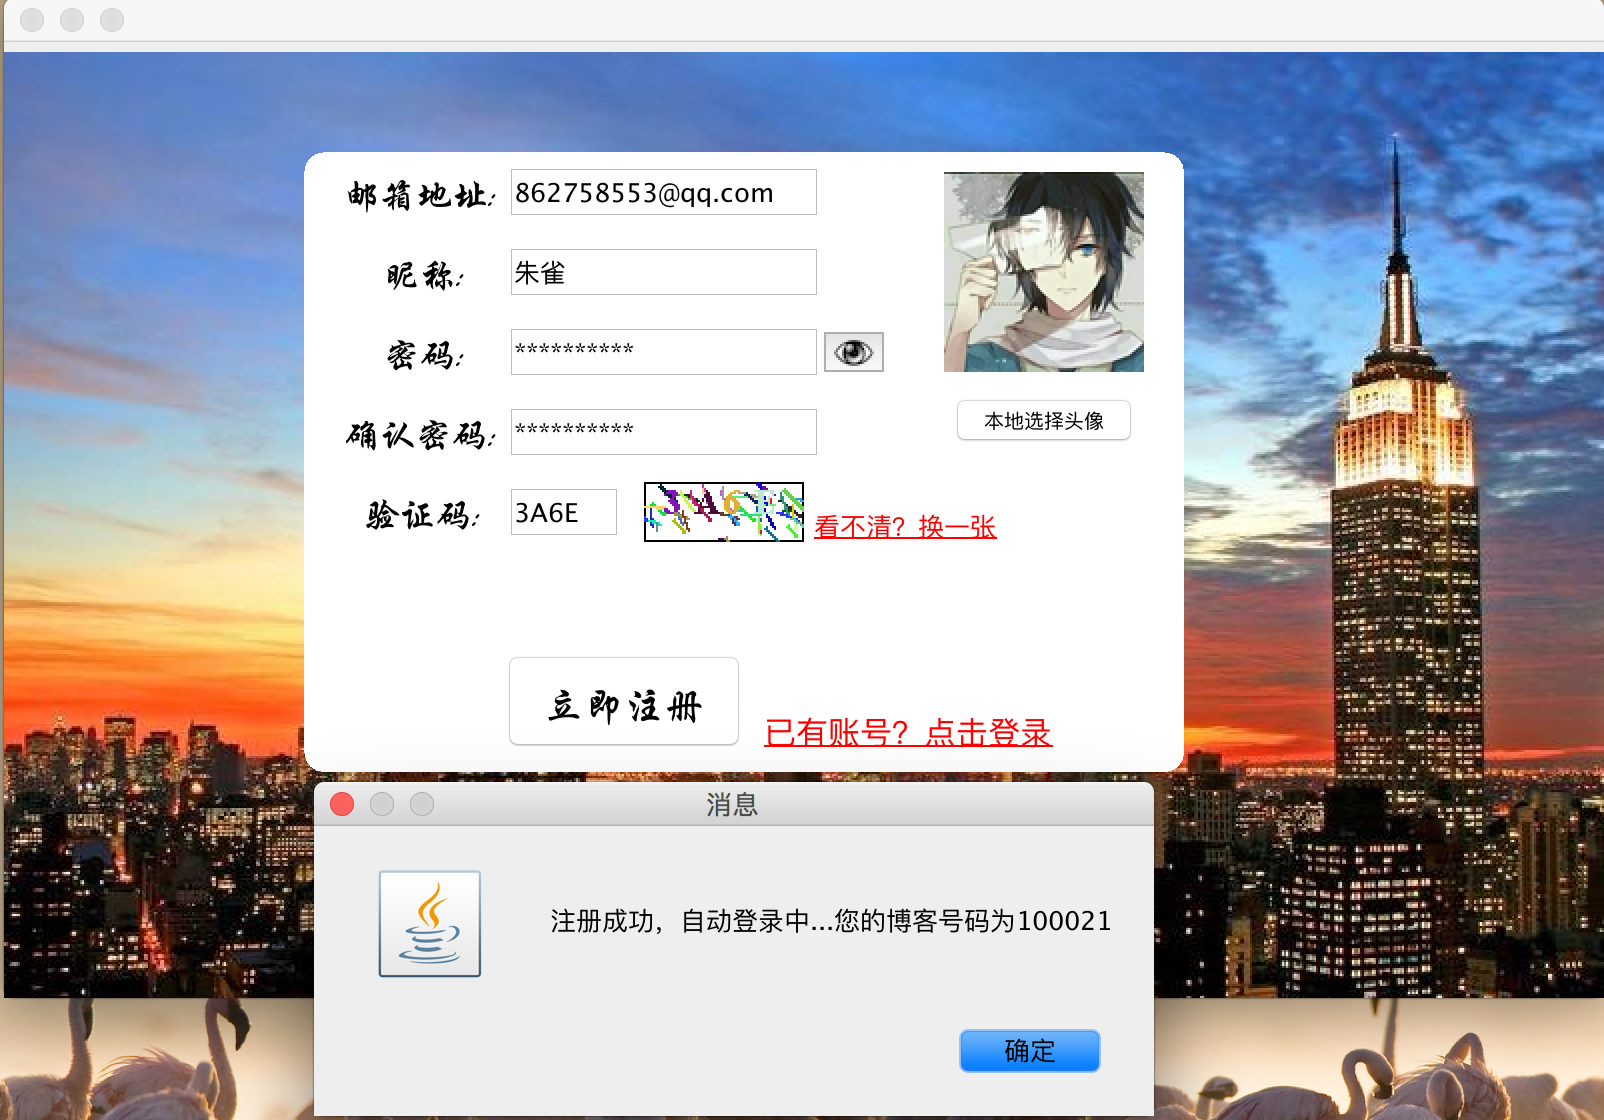 邮箱地址:
862758553@qq.com
昵称:
朱雀
密码:
**********
确认密码:
**********
本地选择头像
验证码:
3A6E
看不清？换一张
立即注册
已有账号？点击登录
消息
注册成功，自动登录中...您的博客号码为100021
确定